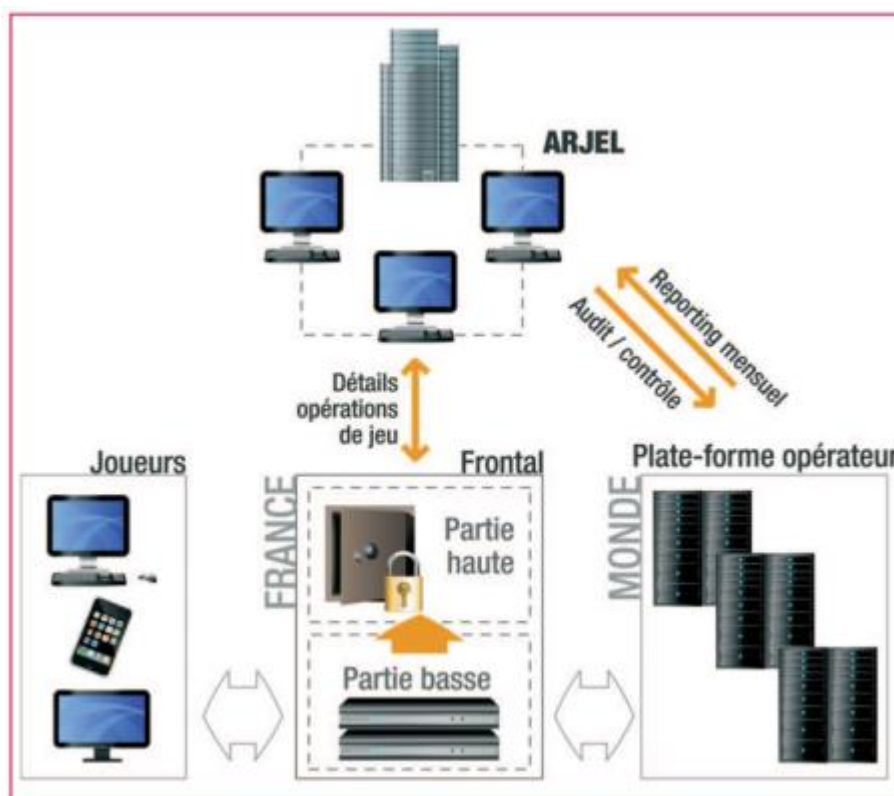 ARJEL
Reporting mensuel
Audit / contrôle
Détails
opérations
de jeu
Joueurs
FRANCE
Frontal
Partie
haute
Partie basse
MONDE
Plate-forme opérateur